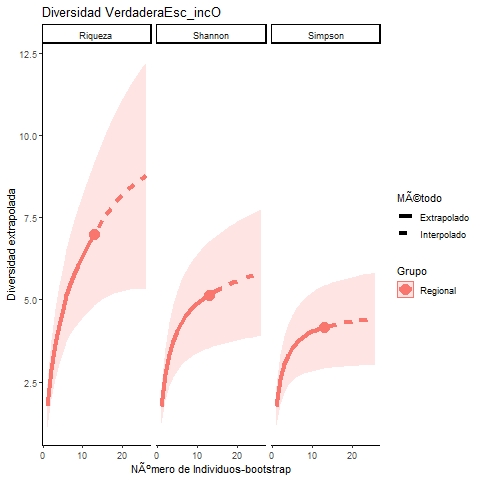 Diversidad VerdaderaEsc_incO
Riqueza
Shannon
Simpson
12.5
10.0
7.5
5.0
2.5
Diversidad extrapolada
0 10 20
0 10 20
0 10 20
NÃºmero de Individuos-bootstrap
MÃ©todo
Extrapolado
Interpolado
Grupo
Regional